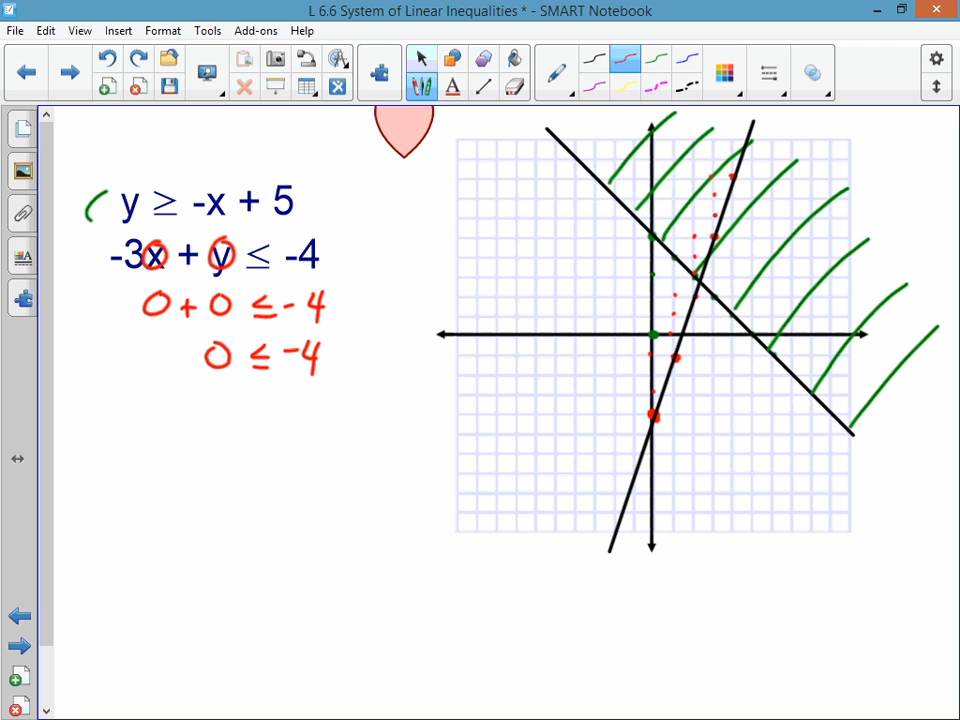 L 6.6 System of Linear Inequalities * - SMART Notebook
File Edit View Insert Format Tools Add-ons Help
y ≥ -x + 5
-3x + y ≤ -4
0 + 0 ≤ -4
0 ≤ -4